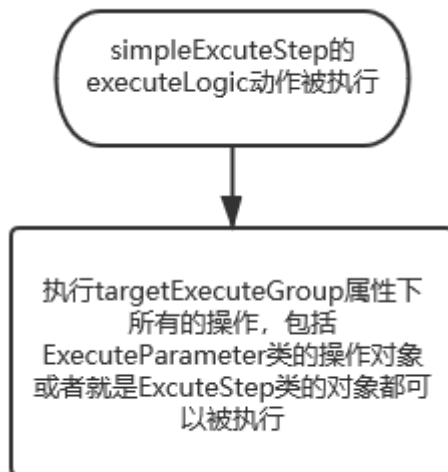 simpleExcuteStep的
executeLogic动作被执行
执行targetExecuteGroup属性下
所有的操作，包括
ExecuteParameter类的操作对象
或者就是ExcuteStep类的对象都可
以被执行